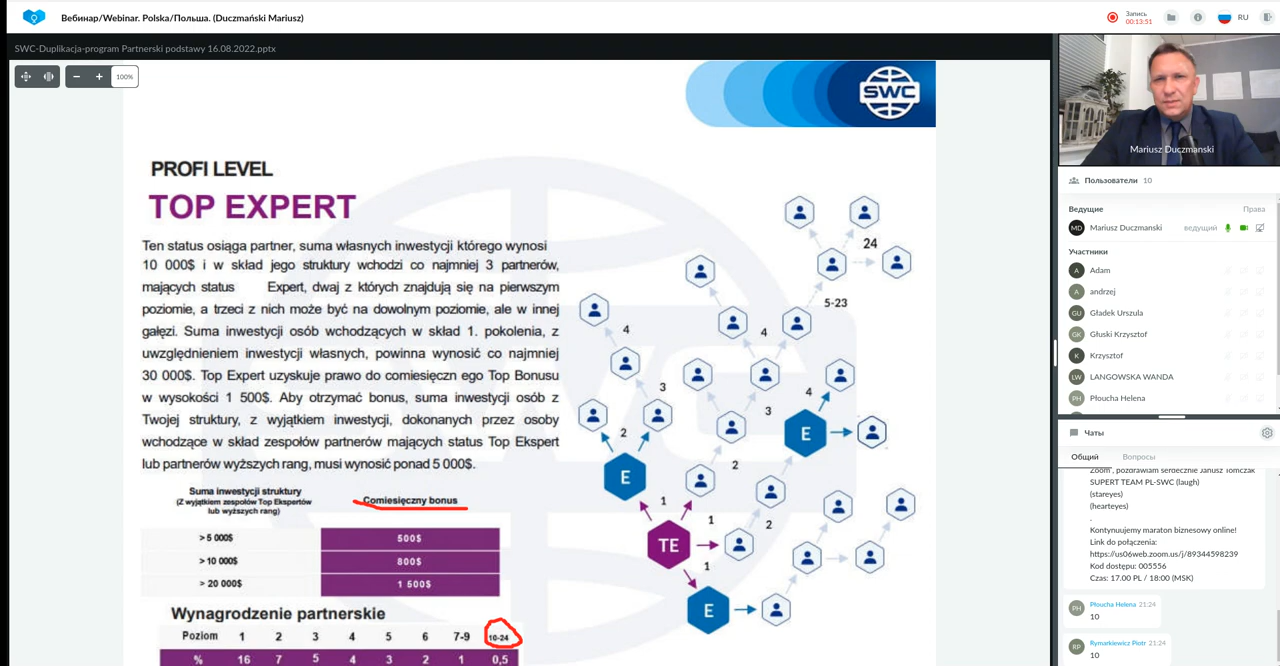 Вебинар/Webinar. Polska/Польша. (Duczmański Mariusz)
Запись
00:13:51
RU
SWC-Duplikacja-program Partnerski podstawy 16.08.2022.pptx
100%
SWC
PROFI LEVEL
TOP EXPERT
Ten status osiąga partner, suma własnych inwestycji którego wynosi
10 000$ i w skład jego struktury wchodzi co najmniej 3 partnerów,
mających status Expert, dwaj z których znajdują się na pierwszym
poziomie, a trzeci z nich może być na dowolnym poziomie, ale w innej
gałęzi. Suma inwestycji osób wchodzących w skład 1. pokolenia, z
uwzględnieniem inwestycji własnych, powinna wynosić co najmniej
30 000$. Top Expert uzyskuje prawo do comiesięczn ego Top Bonusu
w wysokości 1 500$. Aby otrzymać bonus, suma inwestycji osób z
Twojej struktury, z wyjątkiem inwestycji, dokonanych przez osoby
wchodzące w skład zespołów partnerów mających status Top Ekspert
lub partnerów wyższych rang, musi wynosić ponad 5 000$.
Suma inwestycji struktury
(Z wyjątkiem zespołów Top Ekspertów
lub wyższych rang)
Comiesięczny bonus
> 5 000$ 500$
> 10 000$ 800$
> 20 000$ 1 500$
Wynagrodzenie partnerskie
Poziom 1 2 3 4 5 6 7-9 10-24
% 16 7 5 4 3 2 1 0,5
24
5-23
4
4
3
4
3
E
2
2
E
1
1
2
TE
1
E
Mariusz Duczmanski
Пользователи 10
Ведущие Права
MD Mariusz Duczmanski ведущий
Участники
A Adam
A andrzej
GU Gładek Urszula
GK Głuski Krzysztof
K Krzysztof
LW LANGOWSKA WANDA
PH Płoucha Helena
Чаты
Общий Вопросы
Zoom", pozdrawiam serdecznie Janusz Tomczak
SUPERT TEAM PL-SWC (laugh)
(stareyes)
(hearteyes)
.
Kontynuujemy maraton biznesowy online!
Link do połączenia:
https://us06web.zoom.us/j/89344598239
Kod dostępu: 005556
Czas: 17.00 PL / 18:00 (MSK)
PH Płoucha Helena 21:24
10
RP Rymarkiewicz Piotr 21:24
10